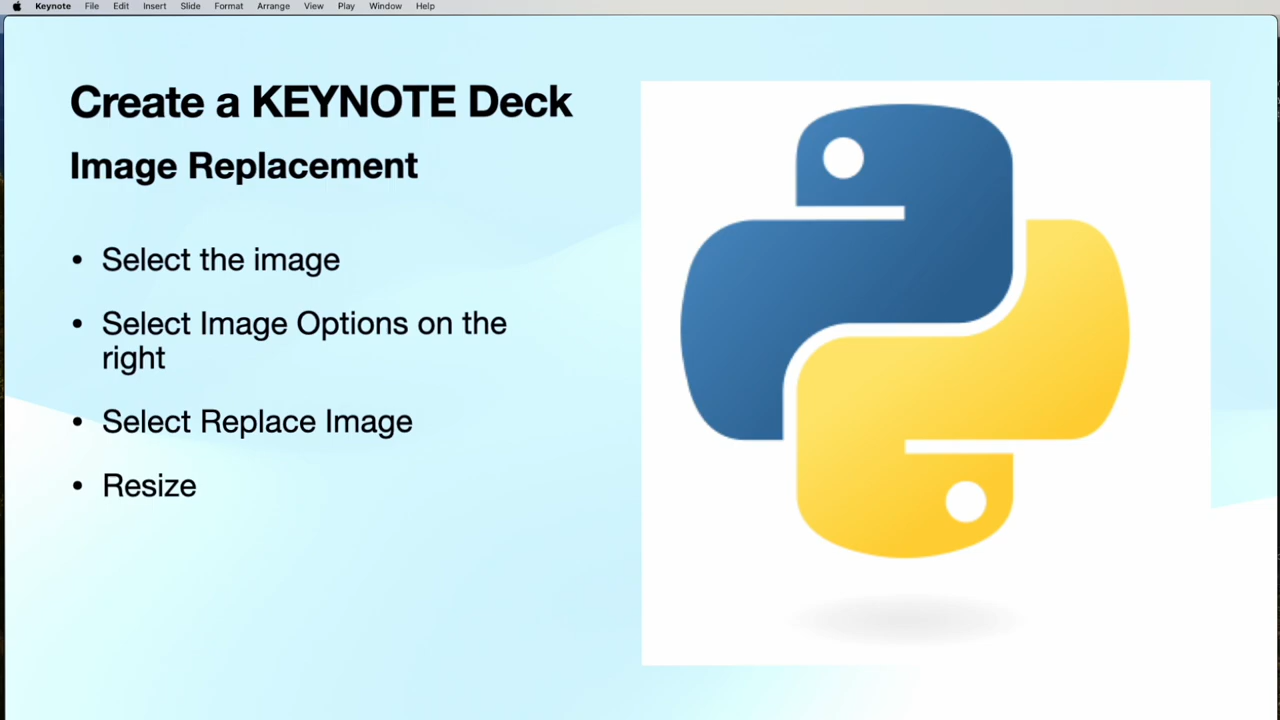 Keynote File Edit Insert Slide Format Arrange View Play Window Help
Create a KEYNOTE Deck
Image Replacement
• Select the image
• Select Image Options on the
right
• Select Replace Image
• Resize